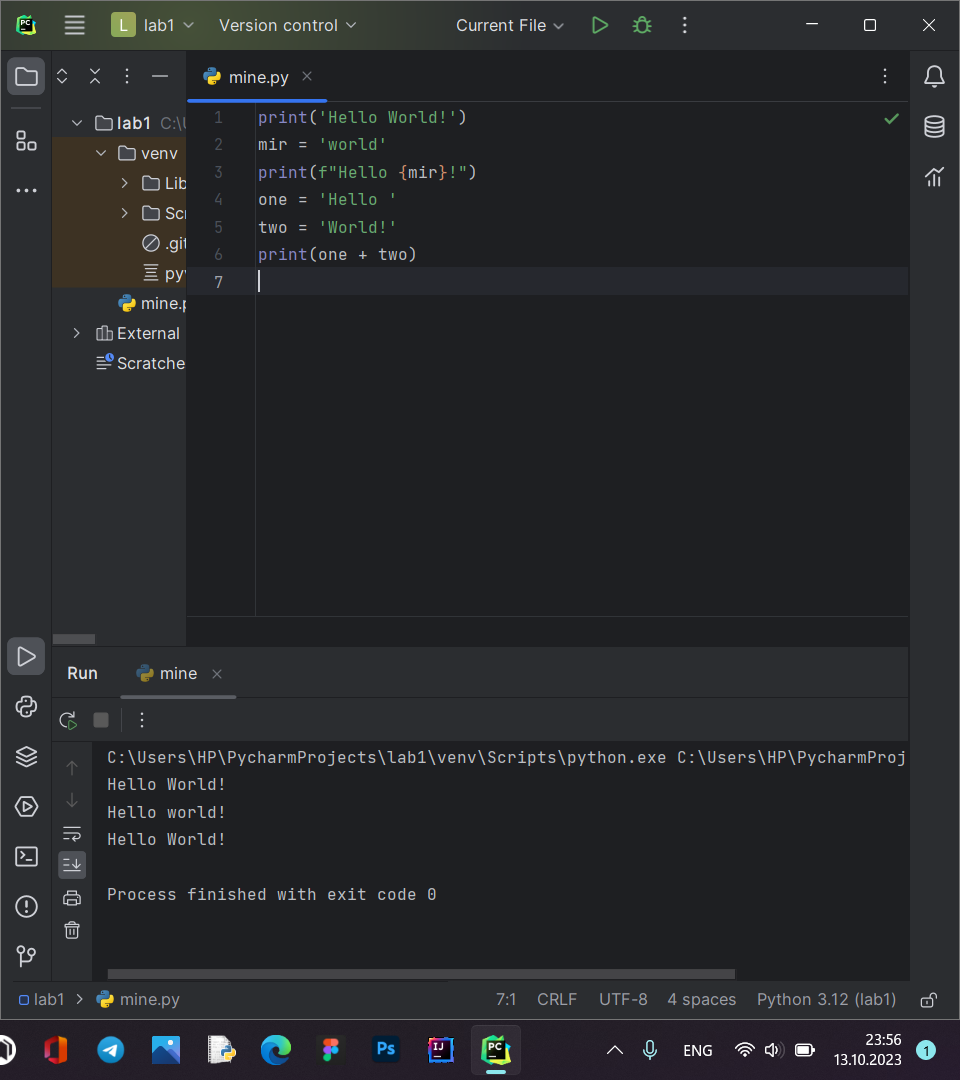 L lab1 Version control Current File
mine.py
lab1 C:\U
venv
Lib
Scr
.git
pyv
mine.p
External
Scratche
1 print('Hello World!')
2 mir = 'world'
3 print(f"Hello {mir}!")
4 one = 'Hello '
5 two = 'World!'
6 print(one + two)
7
Run mine
C:\Users\HP\PycharmProjects\lab1\venv\Scripts\python.exe C:\Users\HP\PycharmProj
Hello World!
Hello world!
Hello World!
Process finished with exit code 0
lab1 mine.py 7:1 CRLF UTF-8 4 spaces Python 3.12 (lab1)
Ps IJ PC ENG 23:56
13.10.2023 1